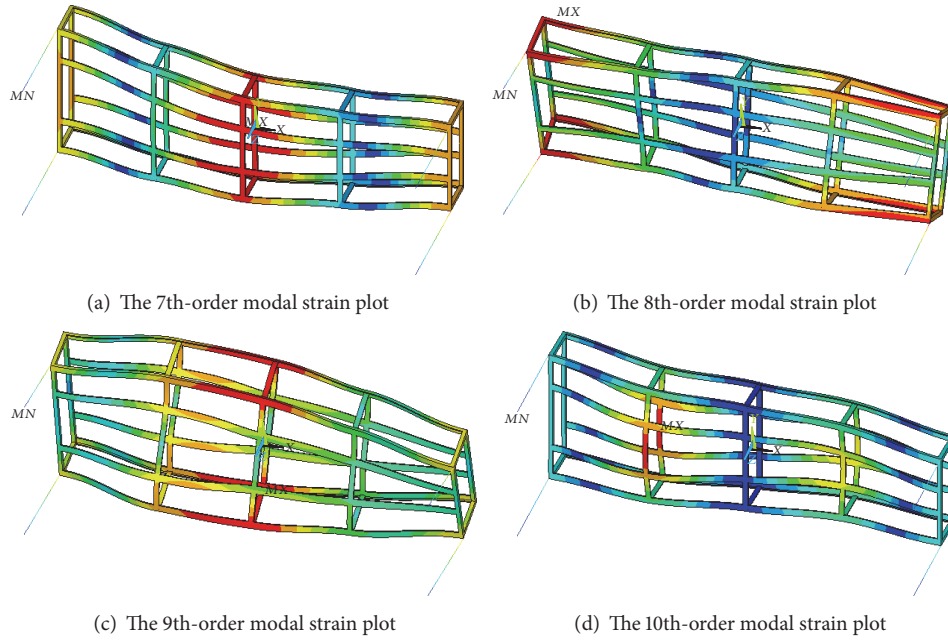 MX
MN
MN
MX
X
X
(a) The 7th-order modal strain plot
(b) The 8th-order modal strain plot
MN
MN
MX
X
X
(c) The 9th-order modal strain plot
(d) The 10th-order modal strain plot